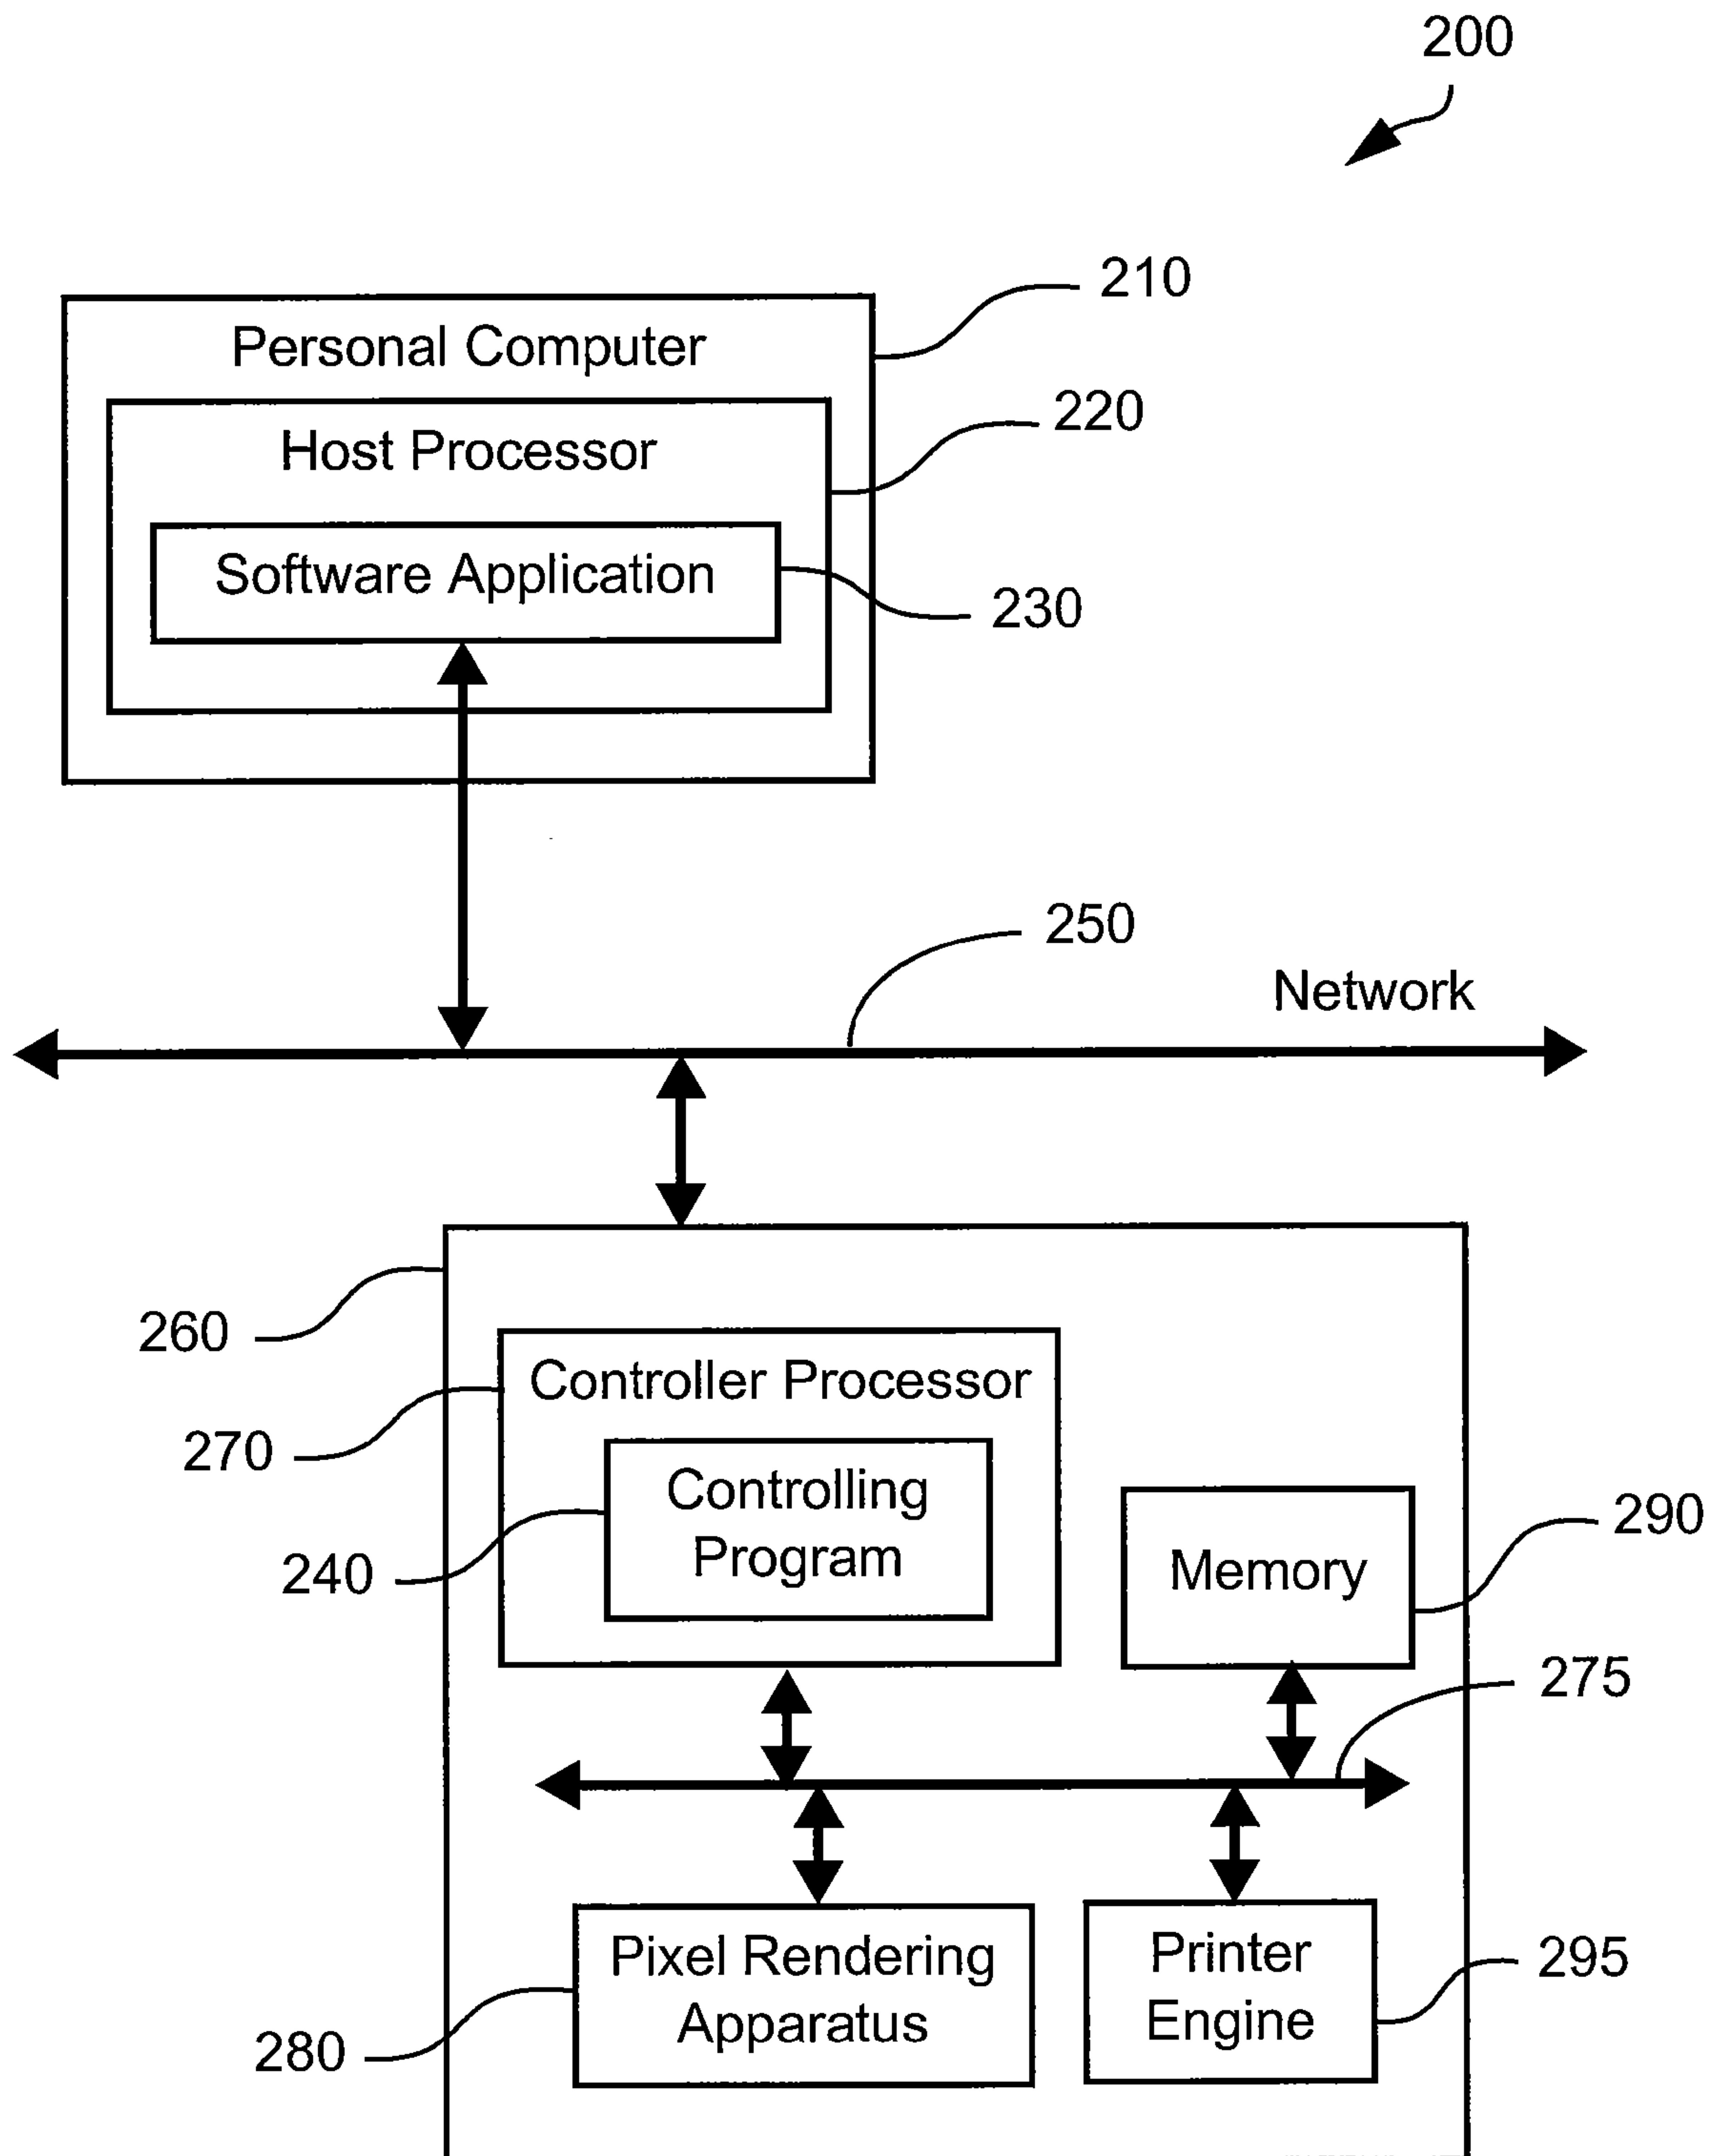 200
210
Personal Computer
220
Host Processor
Software Application
230
250
Network
260
Controller Processor
270
Controlling
Program
240
290
Memory
275
Pixel Rendering
Apparatus
280
Printer
Engine
295